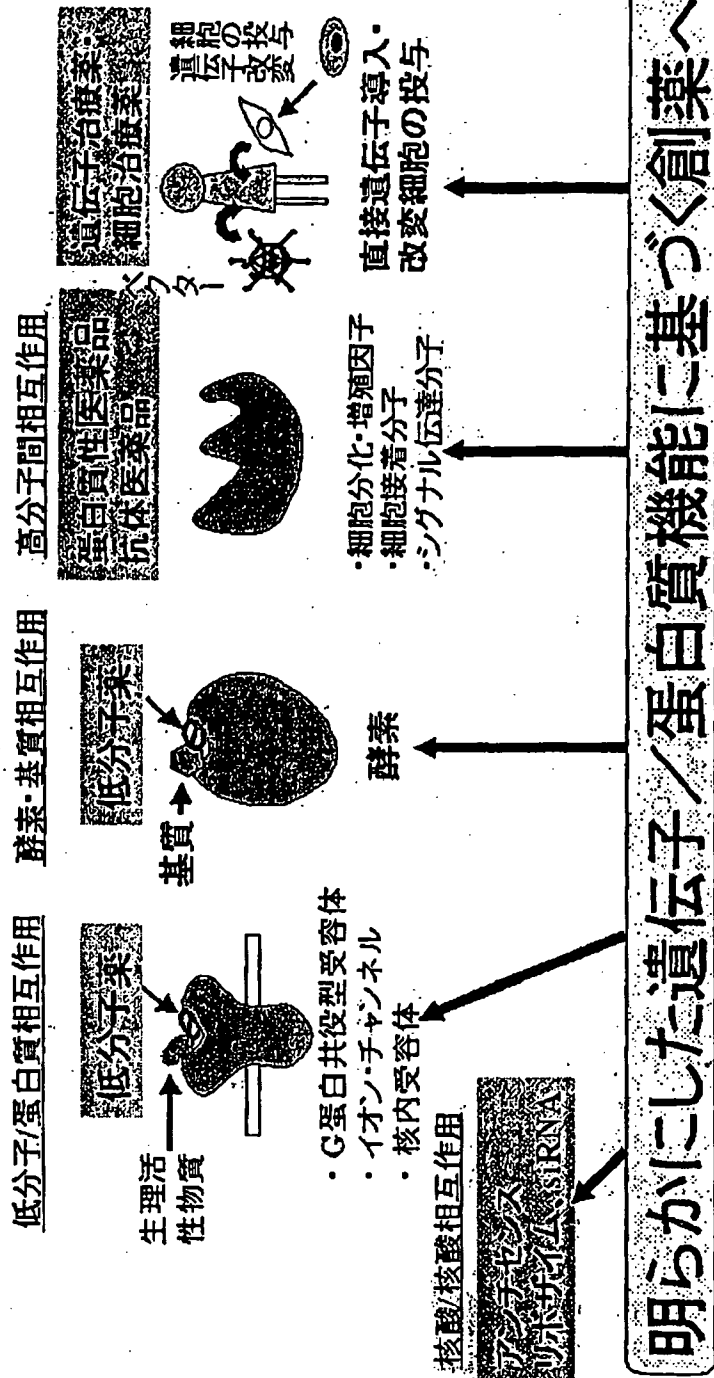 低分子/蛋白質相互作用
低分子薬
生理活
性物質
・G蛋白共役型受容体
・イオン・チャンネル
・核内受容体
核酸/核酸相互作用
アンチセンス
リボザイム、siRNA
酵素・基質相互作用
低分子薬
基質
酵素
高分子間相互作用
蛋白質性医薬品
抗体医薬品
・細胞分化・増殖因子
・細胞接着分子
・シグナル伝達分子
遺伝子治療薬・
細胞治療薬
ベクター
遺伝子改変
細胞の投与
直接遺伝子導入・
改変細胞の投与
明らかにした遺伝子／蛋白質機能に基づく創薬へ